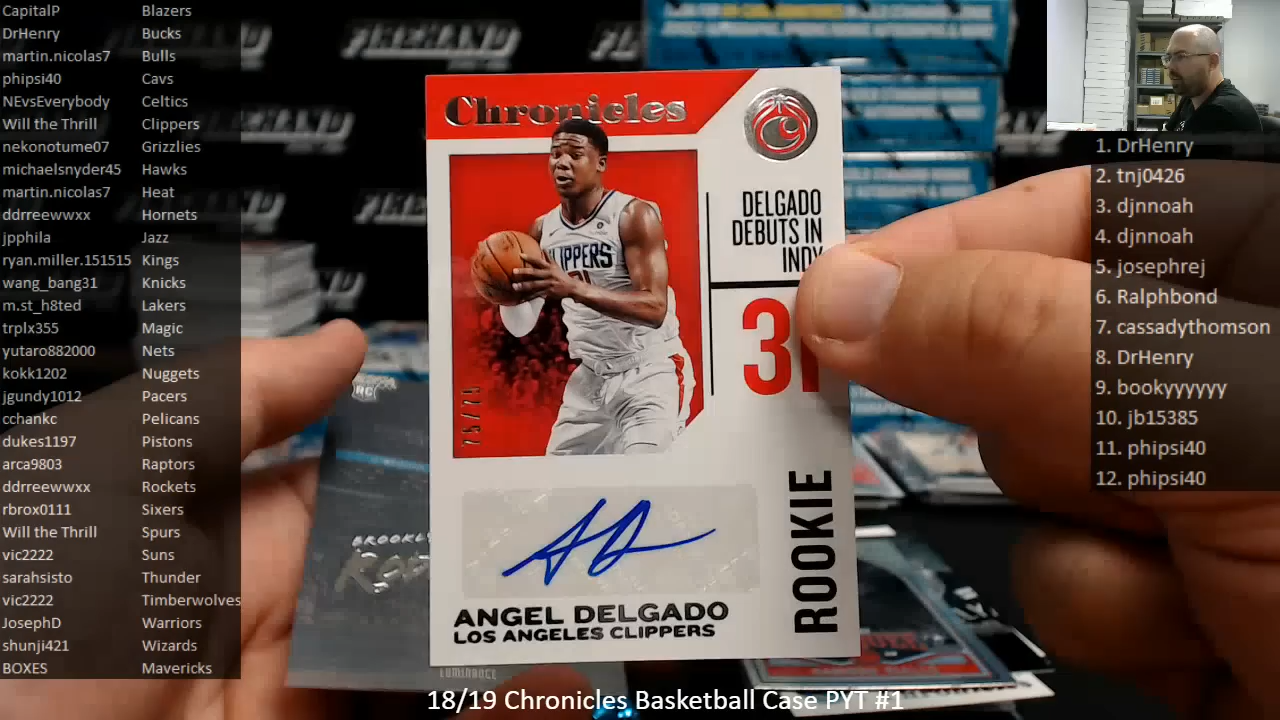 CapitalP Blazers
DrHenry Bucks
martin.nicolas7 Bulls
phipsi40 Cavs
NEvsEverybody Celtics
Will the Thrill Clippers
nekonotume07 Grizzlies
michaelsnyder45 Hawks
martin.nicolas7 Heat
ddrreewwxx Hornets
jpphila Jazz
ryan.miller.151515 Kings
wang_bang31 Knicks
m.st_h8ted Lakers
trplx355 Magic
yutaro882000 Nets
kokk1202 Nuggets
jgundy1012 Pacers
cchankc Pelicans
dukes1197 Pistons
arca9803 Raptors
ddrreewwxx Rockets
rbrox0111 Sixers
Will the Thrill Spurs
vic2222 Suns
sarahsisto Thunder
vic2222 Timberwolves
JosephD Warriors
shunji421 Wizards
BOXES Mavericks
FIREHAND
Chronicles
DELGADO
DEBUTS IN
INDY
CLIPPERS
RC
ROOKIE
ANGEL DELGADO
LOS ANGELES CLIPPERS
LUMINANCE
1. DrHenry
2. tnj0426
3. djnnoah
4. djnnoah
5. josephrej
6. Ralphbond
7. cassadythomson
8. DrHenry
9. bookyyyyyy
10. jb15385
11. phipsi40
12. phipsi40
18/19 Chronicles Basketball Case PYT #1